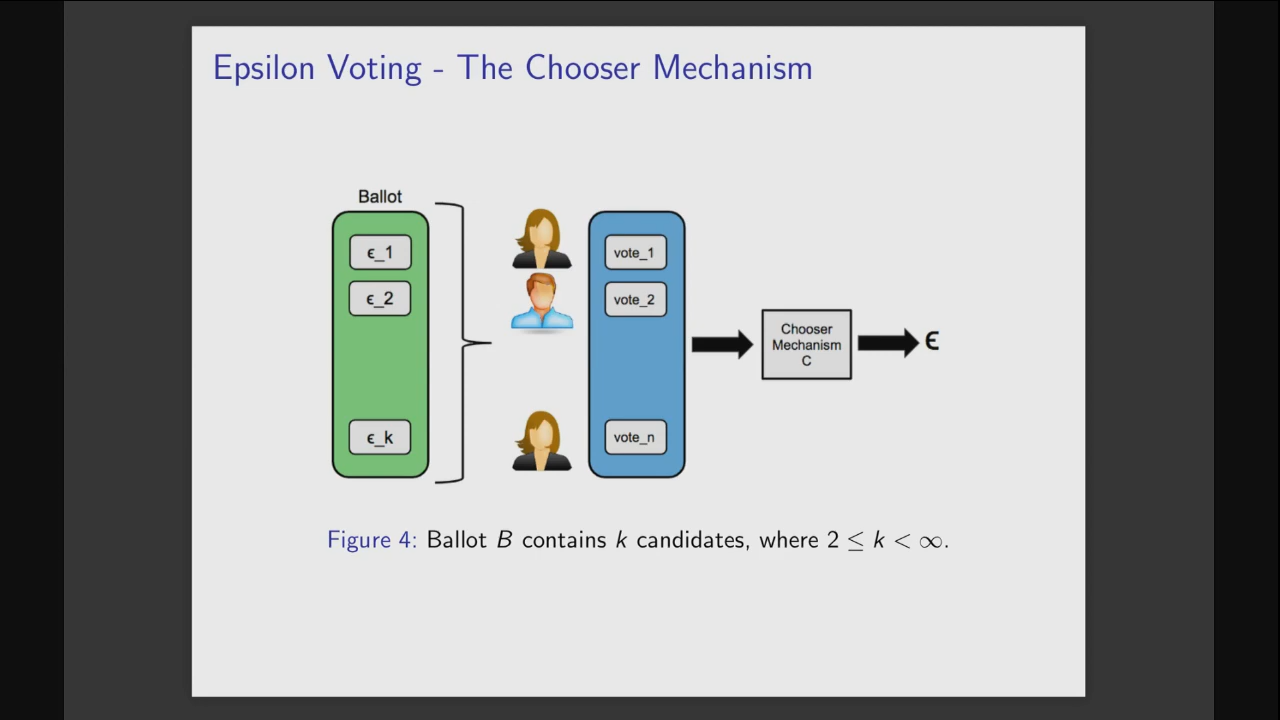 Epsilon Voting - The Chooser Mechanism
Ballot
ϵ_1
ϵ_2
ϵ_k
vote_1
vote_2
vote_n
Chooser
Mechanism
C
ϵ
Figure 4: Ballot B contains k candidates, where 2 ≤ k < ∞.